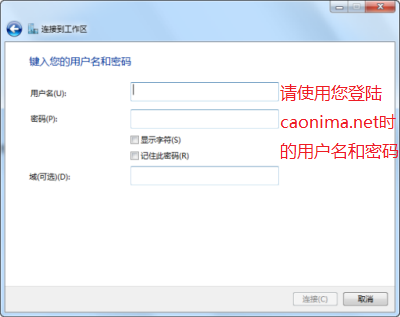 连接到工作区
键入您的用户名和密码
用户名(U):
请使用您登陆
密码(P):
caonima.net时
显示字符(S)
的用户名和密码
记住此密码(R)
域(可选)(D):
连接(C)
取消